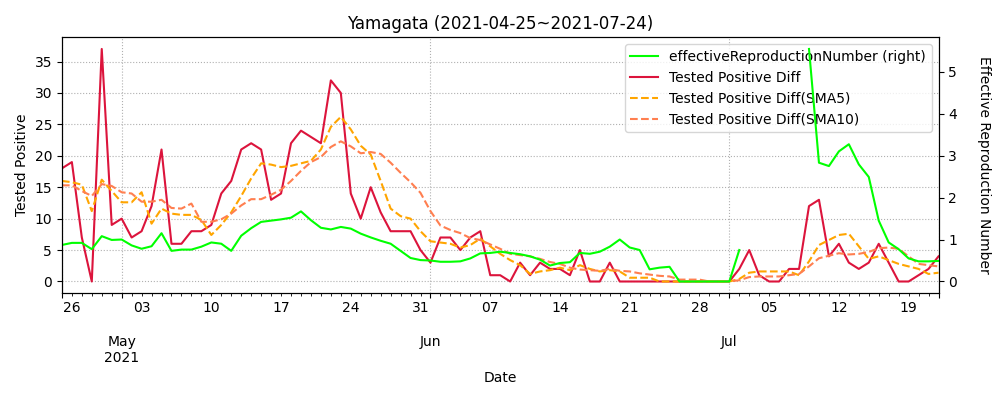 Yamagata (2021-04-25~2021-07-24)
effectiveReproductionNumber (right)
Tested Positive Diff
Tested Positive Diff(SMA5)
Tested Positive Diff(SMA10)
Tested Positive
35
30
25
20
15
10
5
0
5
4
3
2
1
0
Effective Reproduction Number
26 03 10 17 24 31 07 14 21 28 05 12 19
May Jun Jul
2021
Date